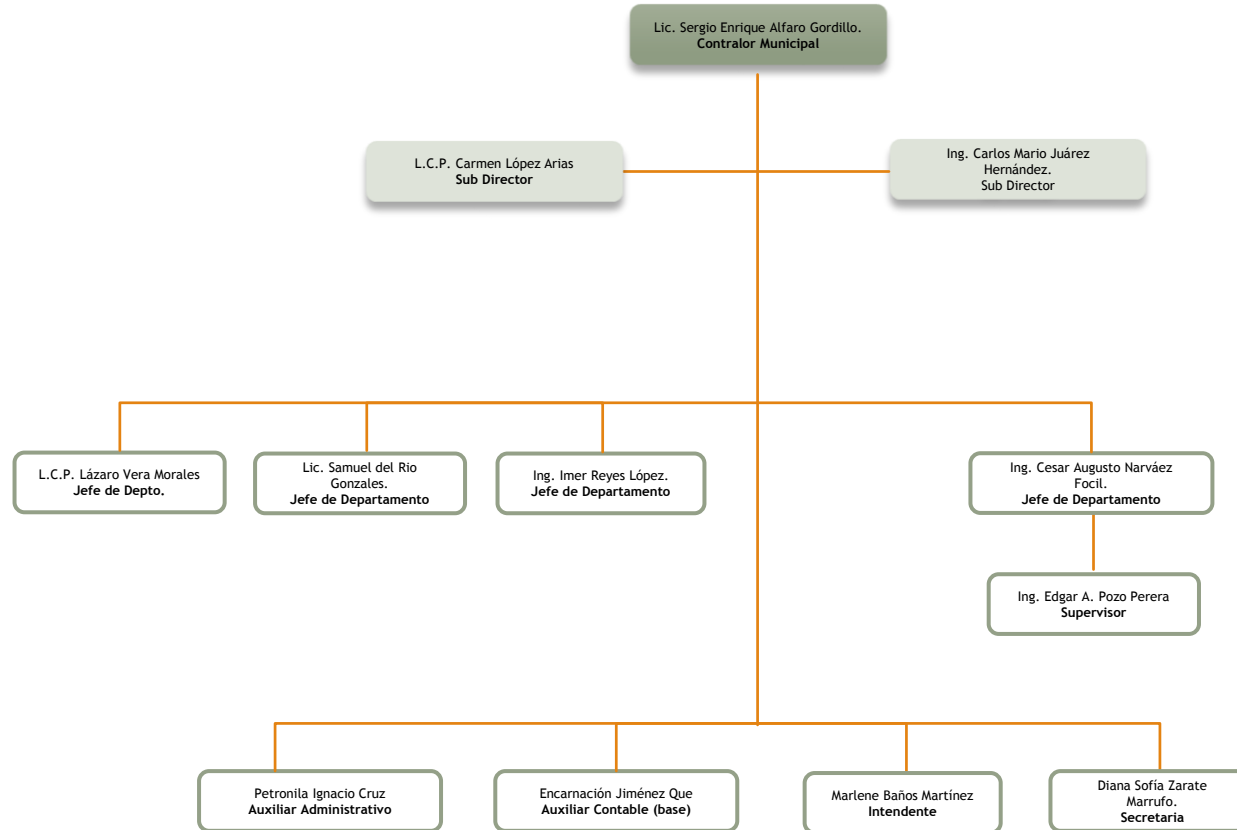 Lic. Sergio Enrique Alfaro Gordillo.
Contralor Municipal
L.C.P. Carmen López Arias
Sub Director
Ing. Carlos Mario Juárez
Hernández.
Sub Director
L.C.P. Lázaro Vera Morales
Jefe de Depto.
Lic. Samuel del Rio
Gonzales.
Jefe de Departamento
Ing. Imer Reyes López.
Jefe de Departamento
Ing. Cesar Augusto Narváez
Focil.
Jefe de Departamento
Ing. Edgar A. Pozo Perera
Supervisor
Petronila Ignacio Cruz
Auxiliar Administrativo
Encarnación Jiménez Que
Auxiliar Contable (base)
Marlene Baños Martínez
Intendente
Diana Sofía Zarate
Marrufo.
Secretaria